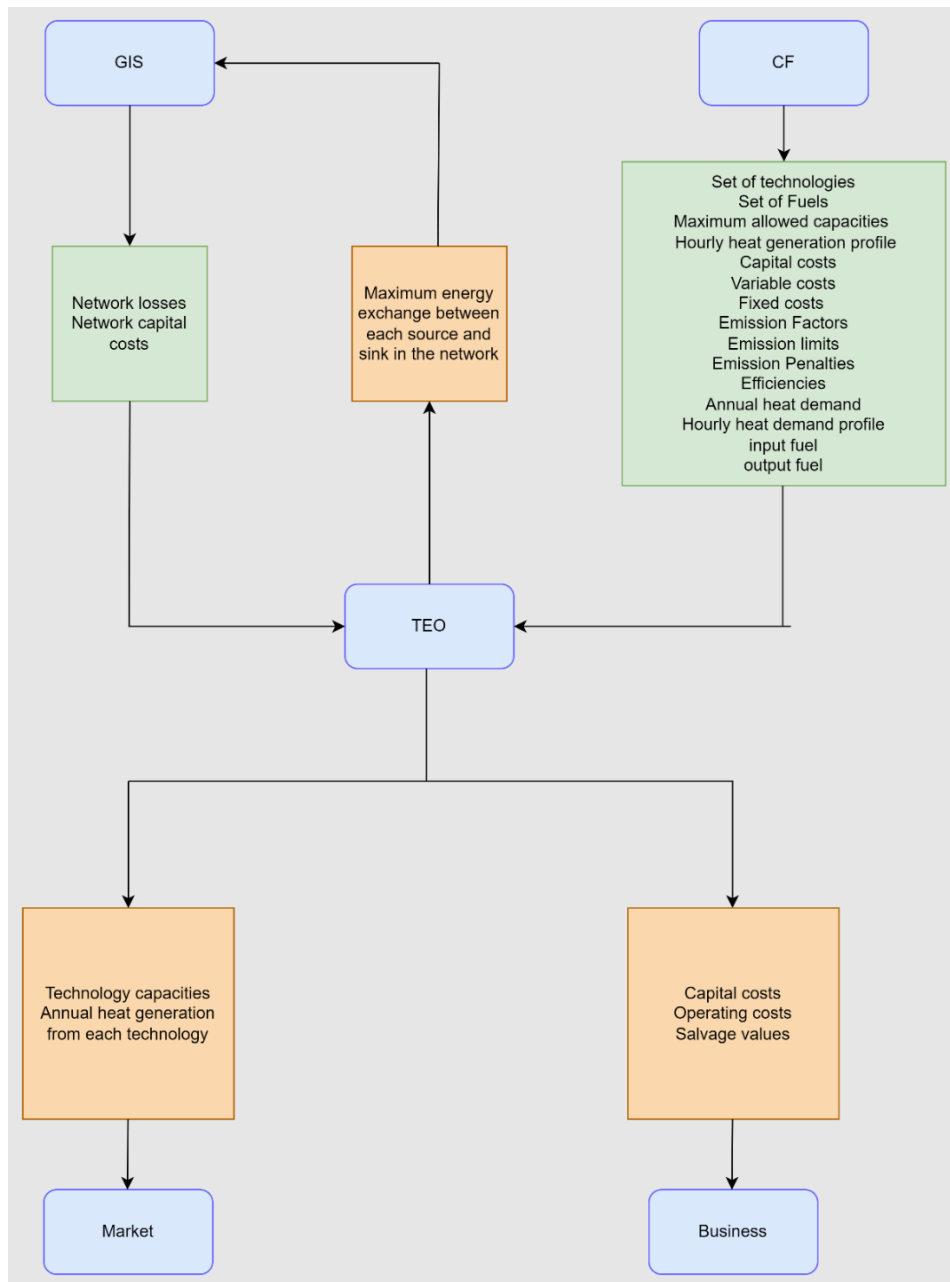 GIS
CF
Set of technologies
Set of Fuels
Maximum allowed capacities
Hourly heat generation profile
Capital costs
Variable costs
Fixed costs
Emission Factors
Emission limits
Emission Penalties
Efficiencies
Annual heat demand
Hourly heat demand profile
input fuel
output fuel
Network losses
Network capital
costs
Maximum energy
exchange between
each source and
sink in the network
TEO
Technology capacities
Annual heat generation
from each technology
Capital costs
Operating costs
Salvage values
Market
Business